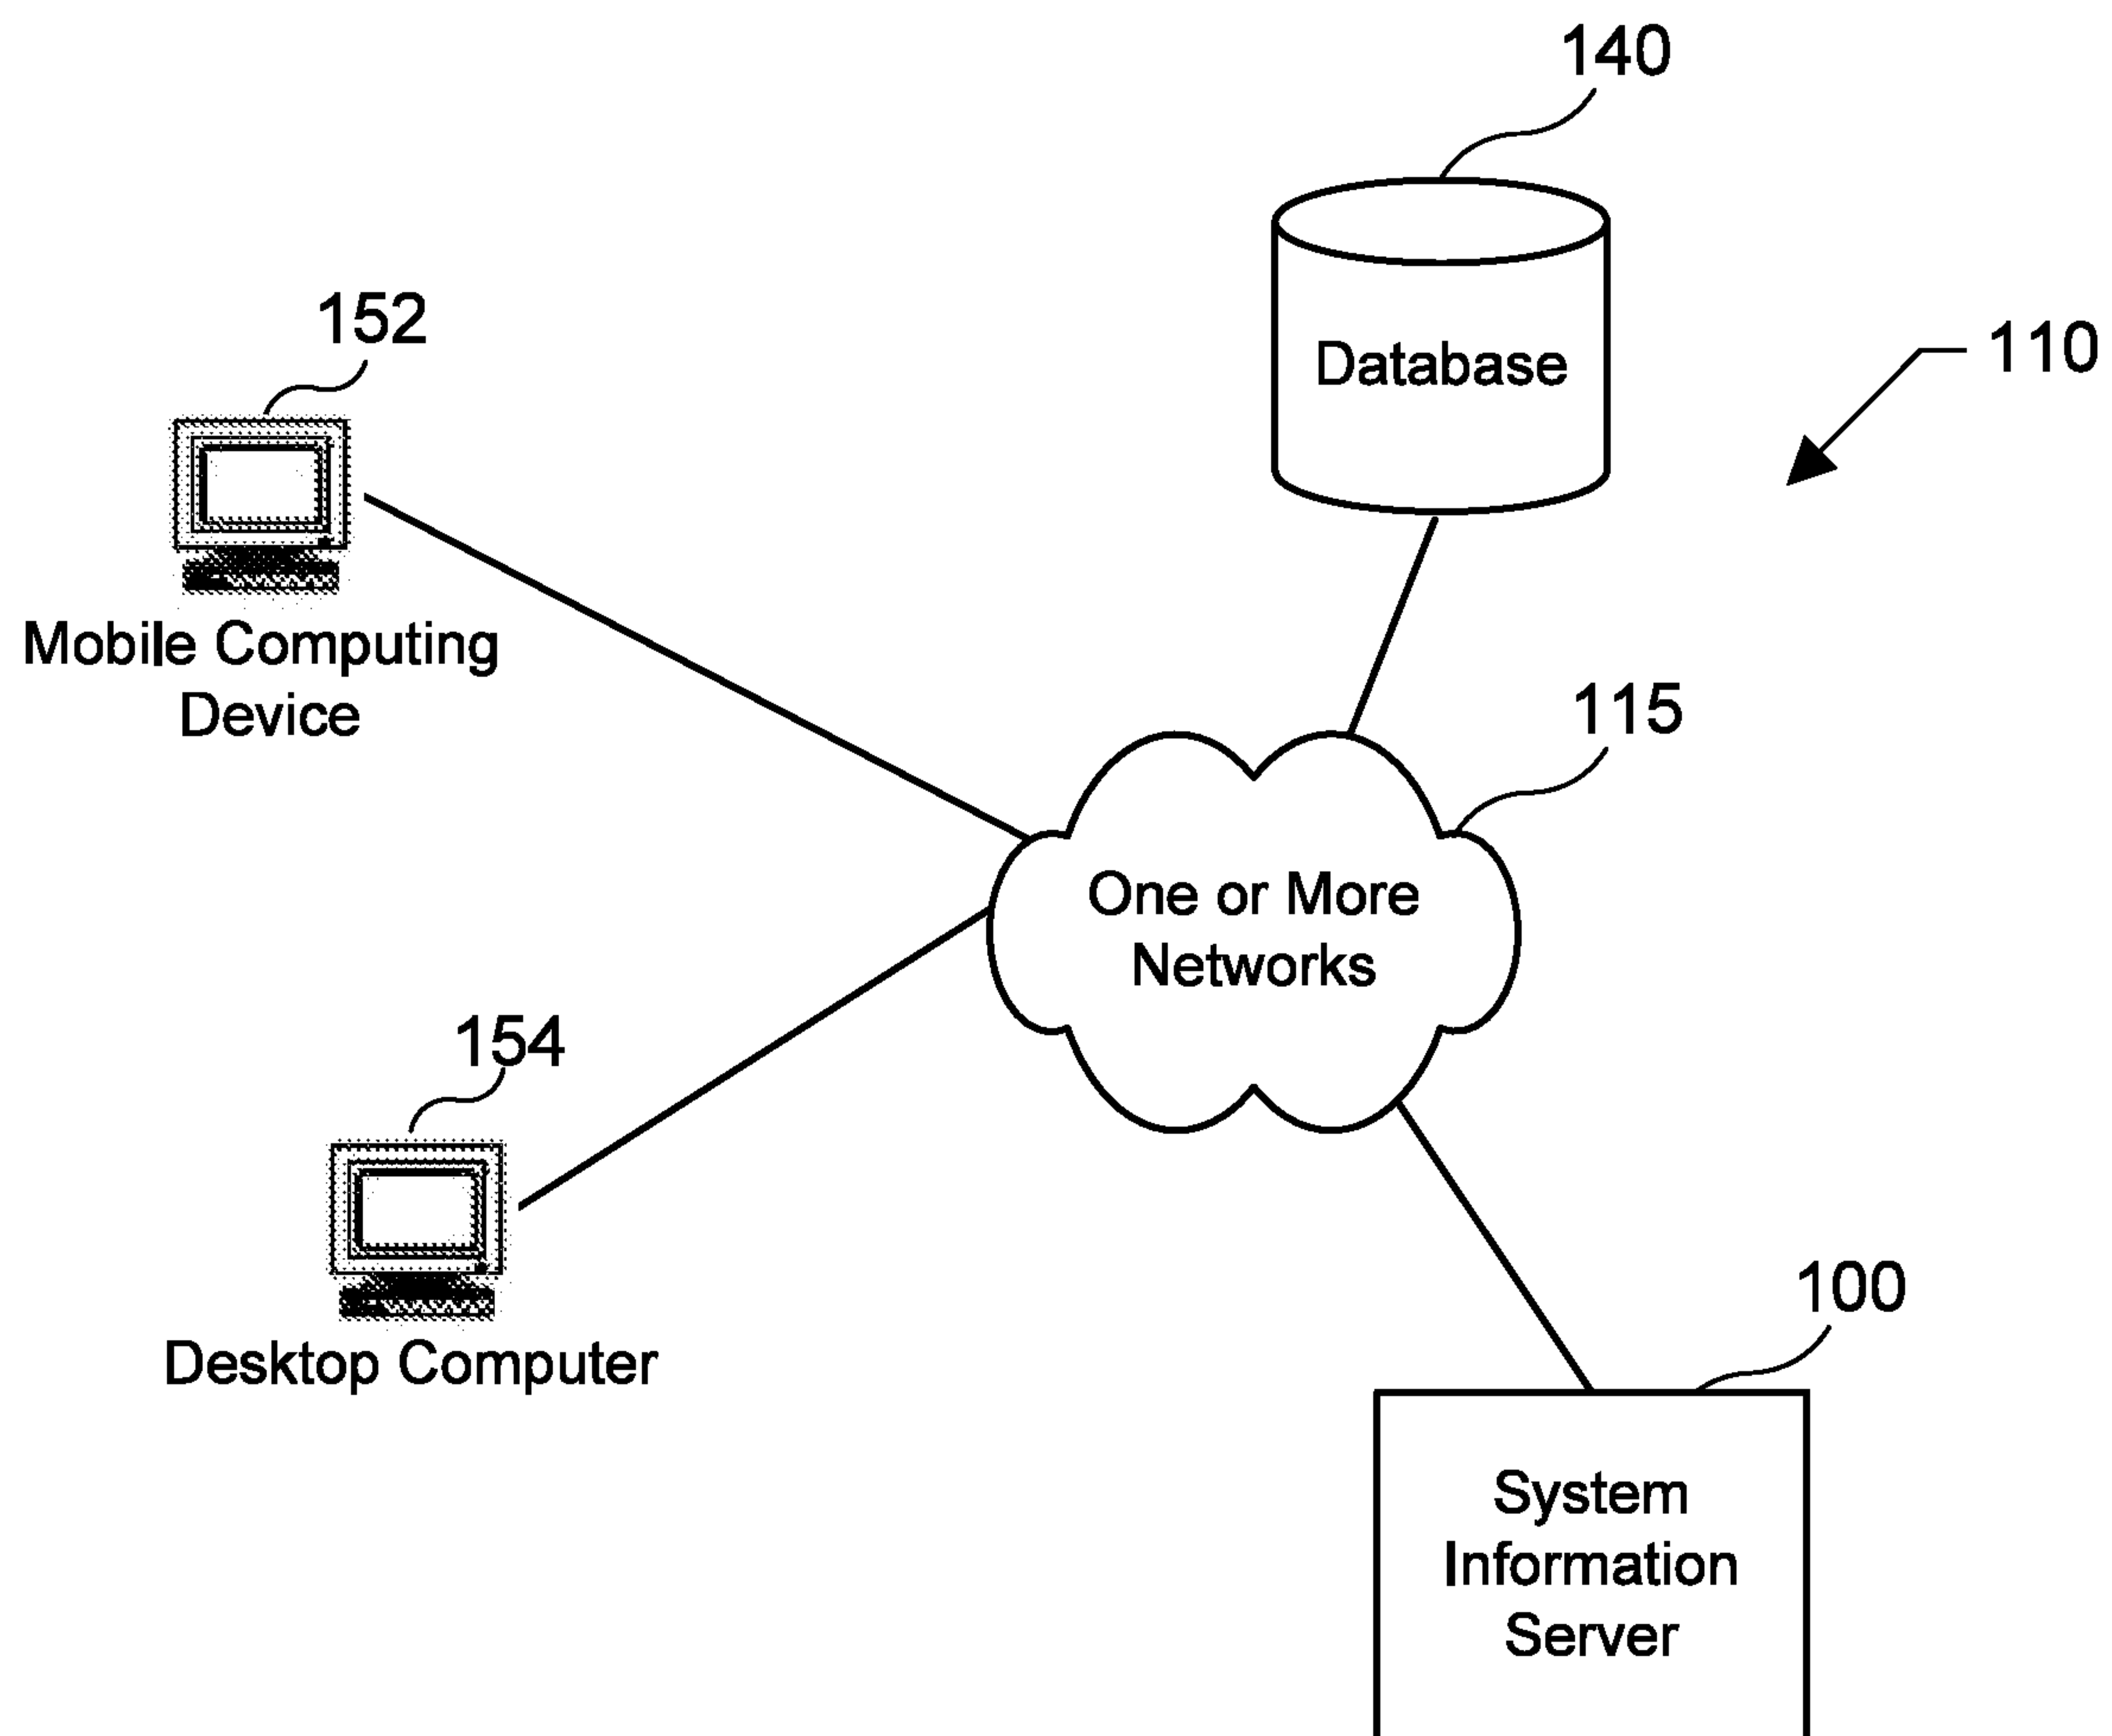 140
152
110
Database
Mobile Computing
Device
115
One or More
Networks
154
100
Desktop Computer
System
Information
Server